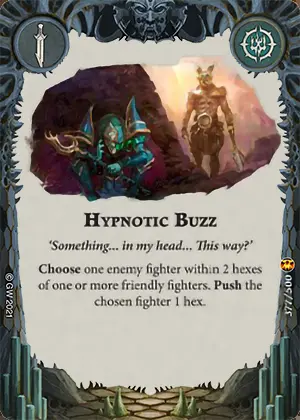 HYPNOTIC BUZZ
‘Something... in my head... This way?’
Choose one enemy fighter within 2 hexes
of one or more friendly fighters. Push the
chosen fighter 1 hex.
© GW 2021
377/500